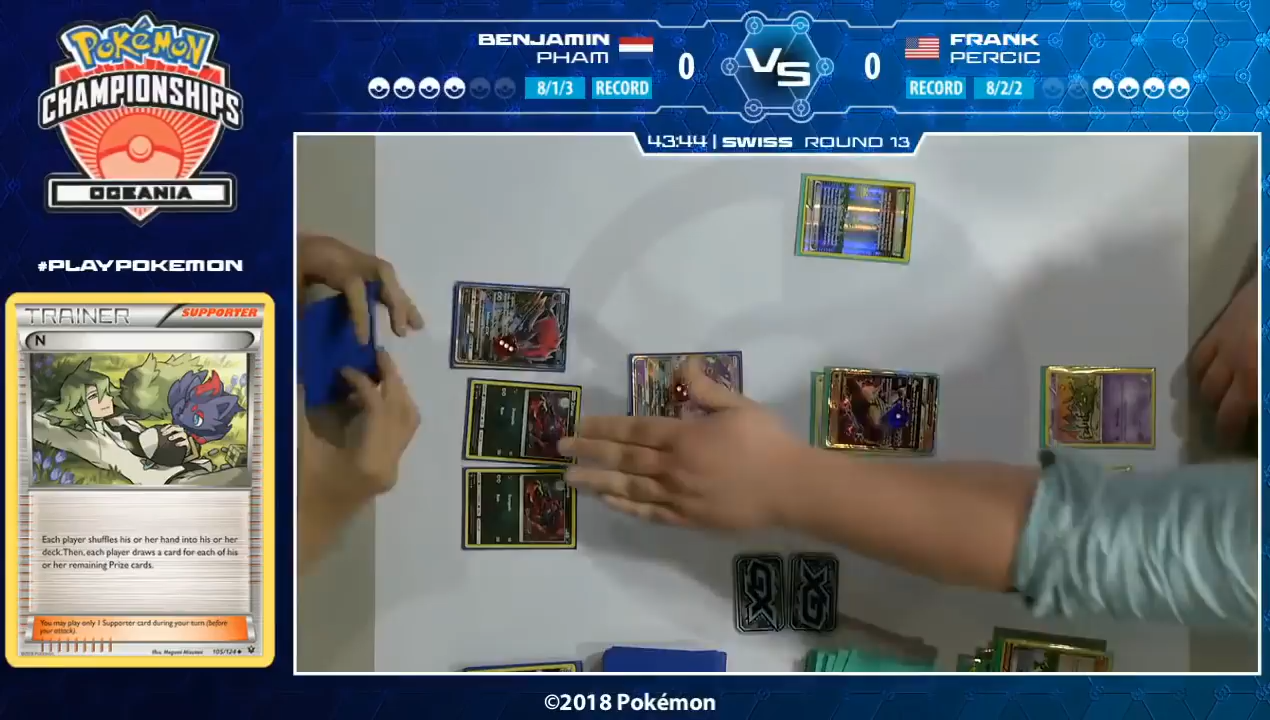 Pokémon
CHAMPIONSHIPS
OCEANIA
#PLAYPOKEMON
BENJAMIN
PHAM
0
8/1/3
RECORD
VS
0
FRANK
PERCIC
RECORD
8/2/2
43:44 | SWISS ROUND 13
TRAINER
SUPPORTER
N
Each player shuffles his or her hand into his or her
deck. Then, each player draws a card for each of his
or her remaining Prize cards.
You may play only 1 Supporter card during your turn (before
your attack).
105/124
GX
GX
©2018 Pokémon